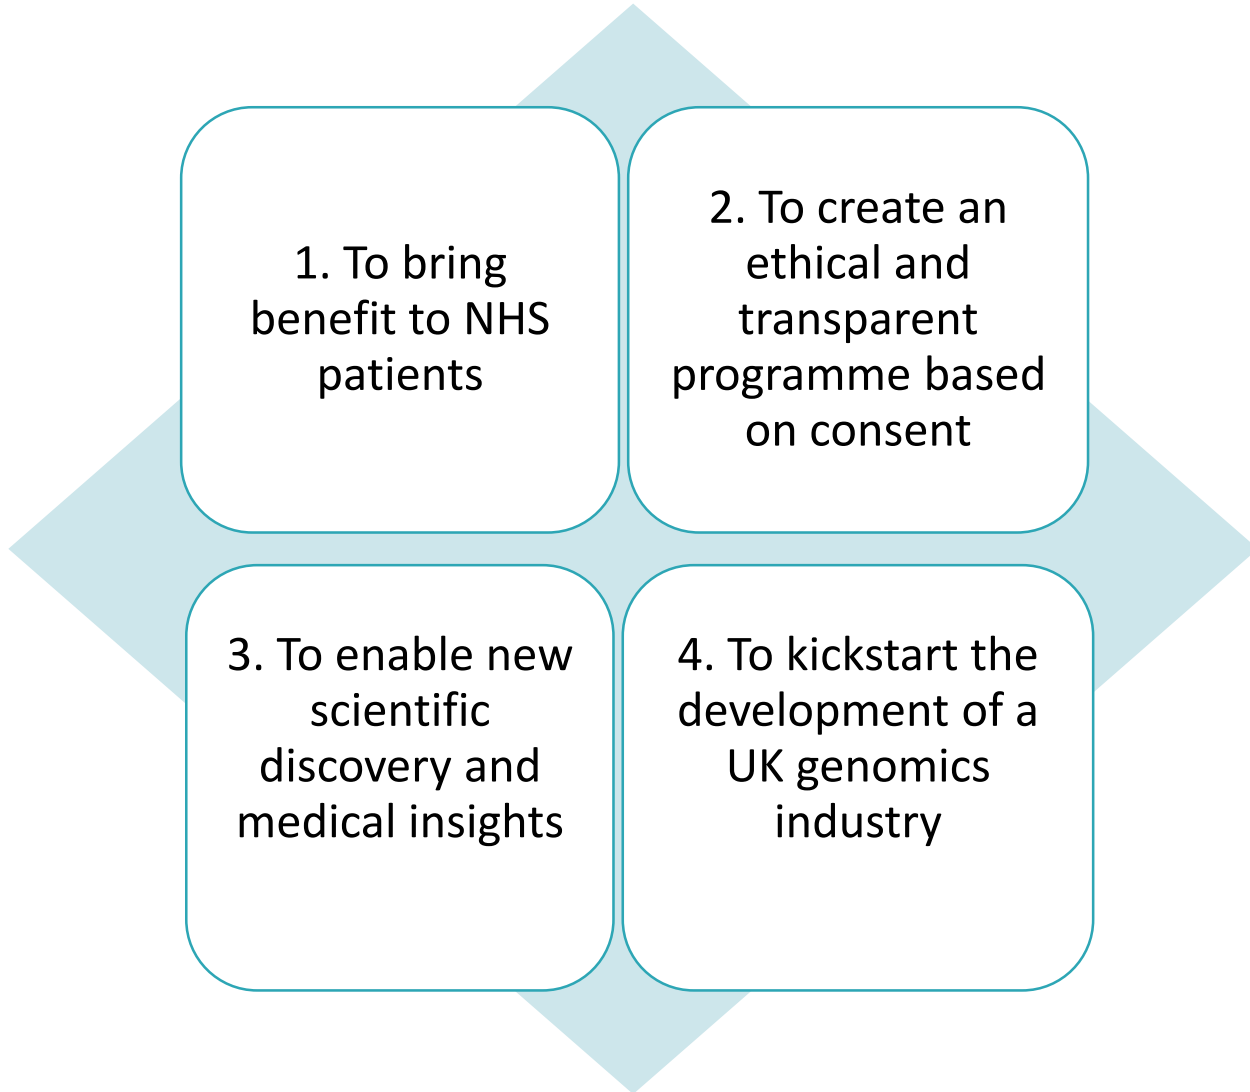 1. To bring
benefit to NHS
patients
2. To create an
ethical and
transparent
programme based
on consent
3. To enable new
scientific
discovery and
medical insights
4. To kickstart the
development of a
UK genomics
industry